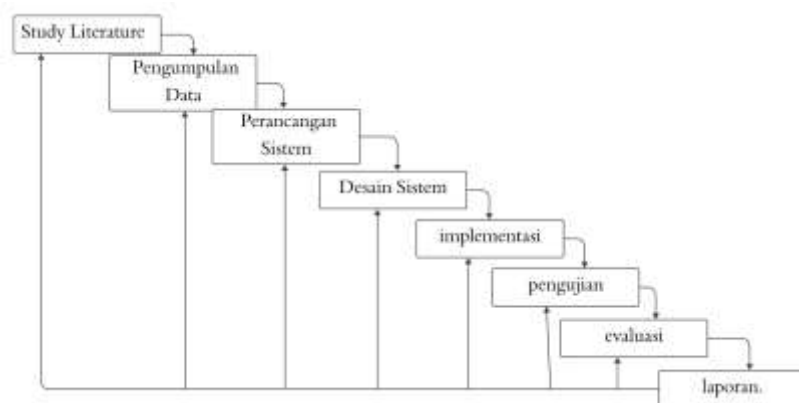 Study Literature
Pengumpulan
Data
Perancangan
Sistem
Desain Sistem
implementasi
pengujian
evaluasi
laporan.